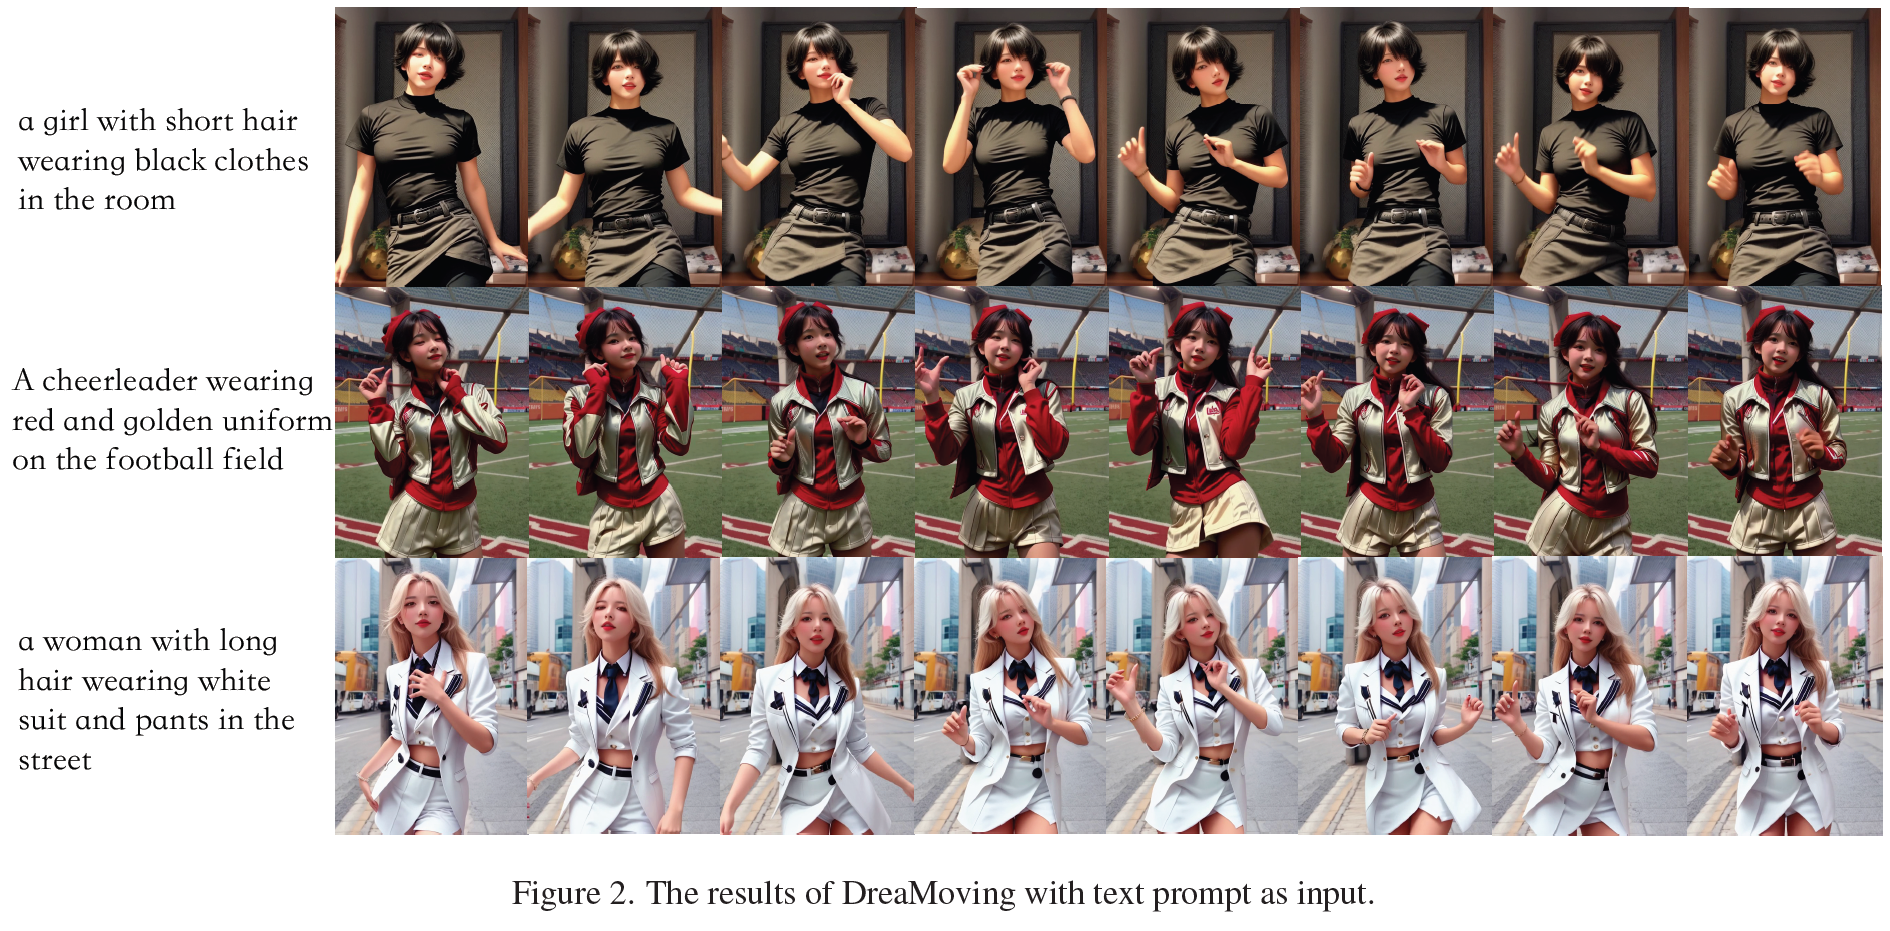 a girl with short hair
wearing black clothes
in the room
A cheerleader wearing
red and golden uniform
on the football field
a woman with long
hair wearing white
suit and pants in the
street
Figure 2. The results of DreaMoving with text prompt as input.